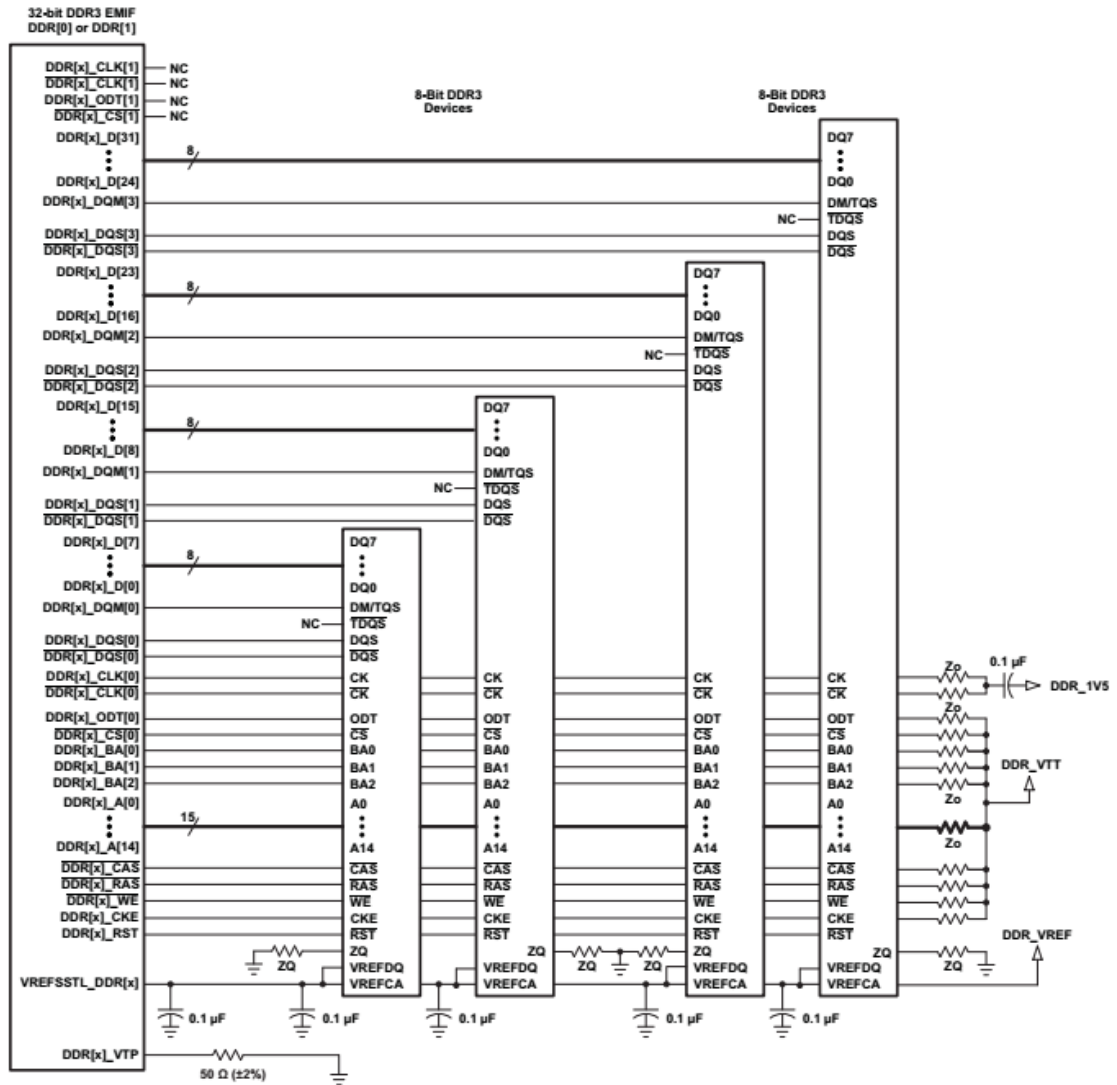 32-bit DDR3 EMIF
DDR[0] or DDR[1]
DDR[x]_CLK[1] NC
DDR[x]_CLK[1] NC
DDR[x]_ODT[1] NC
DDR[x]_CS[1] NC
8-Bit DDR3
Devices
8-Bit DDR3
Devices
DDR[x]_D[31] 8 DQ7
DDR[x]_D[24] DQ0
DDR[x]_DQM[3] DM/TQS
NC TDQS
DDR[x]_DQS[3] DQS
DDR[x]_DQS[3] DQS
DDR[x]_D[23] 8 DQ7
DDR[x]_D[16] DQ0
DDR[x]_DQM[2] DM/TQS
NC TDQS
DDR[x]_DQS[2] DQS
DDR[x]_DQS[2] DQS
DDR[x]_D[15] 8 DQ7
DDR[x]_D[8] DQ0
DDR[x]_DQM[1] DM/TQS
NC TDQS
DDR[x]_DQS[1] DQS
DDR[x]_DQS[1] DQS
DDR[x]_D[7] 8 DQ7
DDR[x]_D[0] DQ0
DDR[x]_DQM[0] DM/TQS
NC TDQS
DDR[x]_DQS[0] DQS
DDR[x]_DQS[0] DQS
Zo 0.1 µF
DDR[x]_CLK[0] CK CK CK CK DDR_1V5
DDR[x]_CLK[0] CK CK CK CK
Zo
DDR[x]_ODT[0] ODT ODT ODT ODT
DDR[x]_CS[0] CS CS CS CS
DDR[x]_BA[0] BA0 BA0 BA0 BA0
DDR[x]_BA[1] BA1 BA1 BA1 BA1 DDR_VTT
DDR[x]_BA[2] BA2 BA2 BA2 BA2
DDR[x]_A[0] A0 A0 A0 A0 Zo
15
DDR[x]_A[14] A14 A14 A14 A14 Zo
DDR[x]_CAS CAS CAS CAS CAS
DDR[x]_RAS RAS RAS RAS RAS
DDR[x]_WE WE WE WE WE
DDR[x]_CKE CKE CKE CKE CKE
DDR[x]_RST RST RST RST RST DDR_VREF
ZQ ZQ ZQ ZQ ZQ ZQ
VREFDQ VREFDQ VREFDQ VREFDQ
VREFSSTL_DDR[x] VREFCA VREFCA VREFCA VREFCA
0.1 µF 0.1 µF 0.1 µF 0.1 µF 0.1 µF
DDR[x]_VTP
50 Ω (±2%)